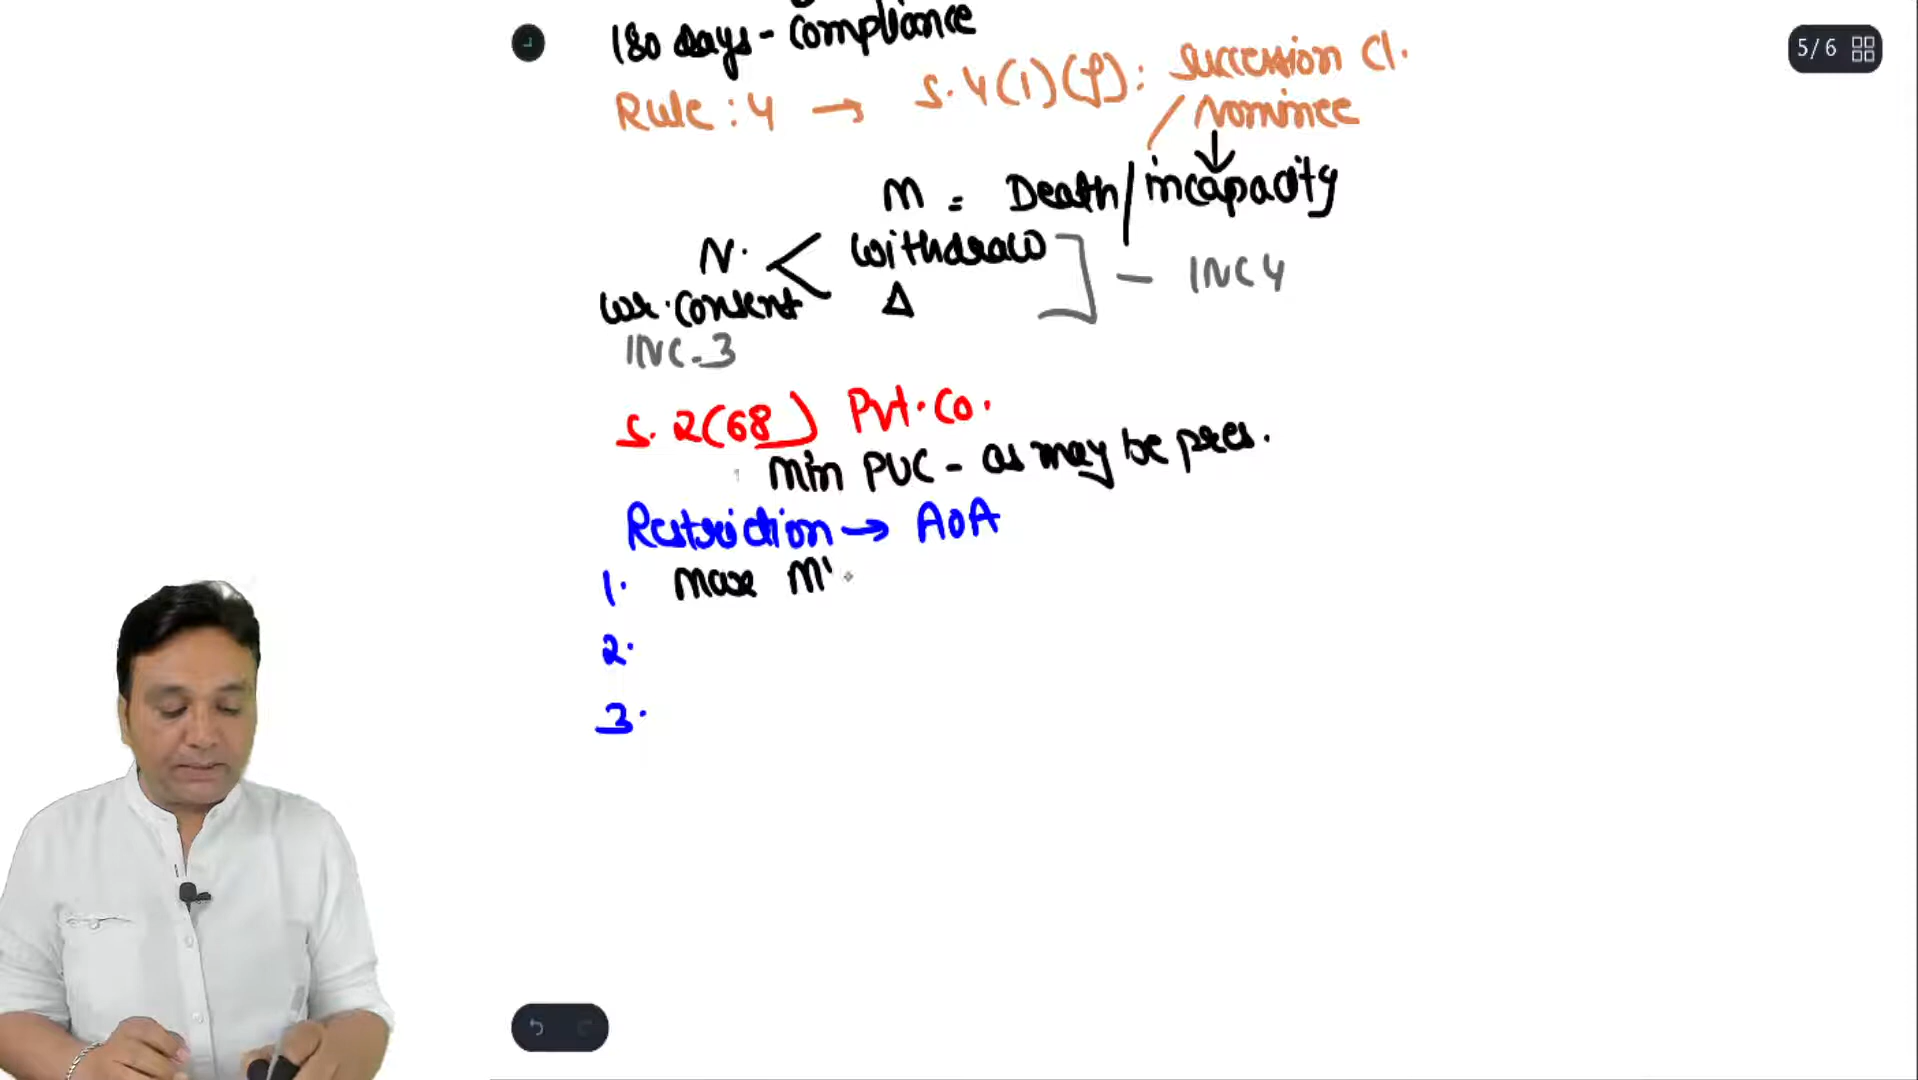 180 days - compliance
5/6
Rule : 4 → S. 4(1)(f) : Succession Cl.
/ Nominee
↓
M = Death / incapacity
N. < withdraw
wr. consent Δ
— INC 4
INC - 3
S. 2(68) Pvt. Co.
Min PUC - as may be pres.
Restriction → AOA
1. Max M'
2.
3.